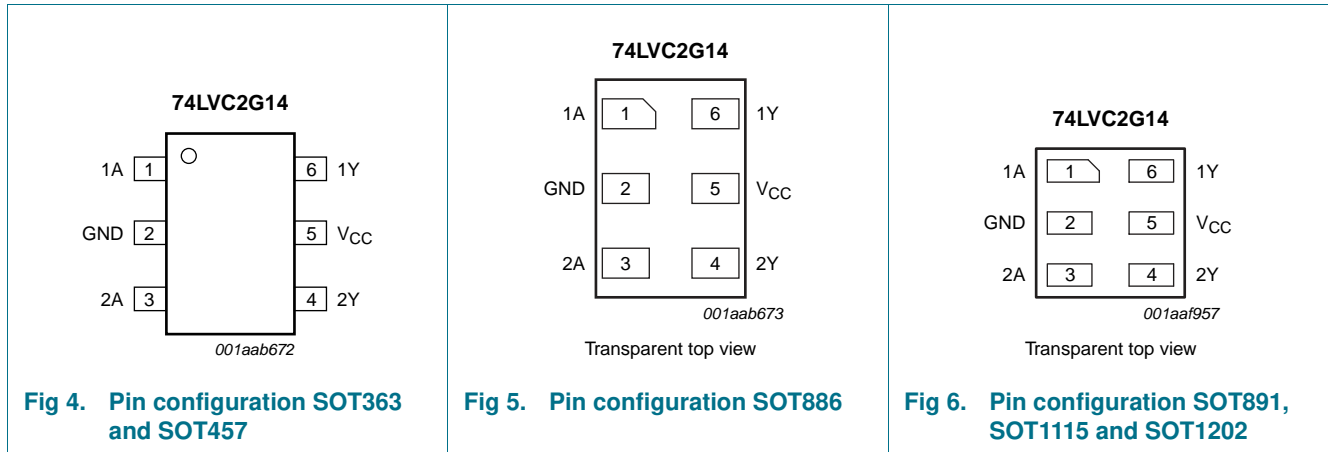 74LVC2G14
1A 1 6 1Y
GND 2 5 VCC
2A 3 4 2Y
001aab672
Fig 4. Pin configuration SOT363
and SOT457
74LVC2G14
1A 1 6 1Y
GND 2 5 VCC
2A 3 4 2Y
001aab673
Transparent top view
Fig 5. Pin configuration SOT886
74LVC2G14
1A 1 6 1Y
GND 2 5 VCC
2A 3 4 2Y
001aaf957
Transparent top view
Fig 6. Pin configuration SOT891,
SOT1115 and SOT1202